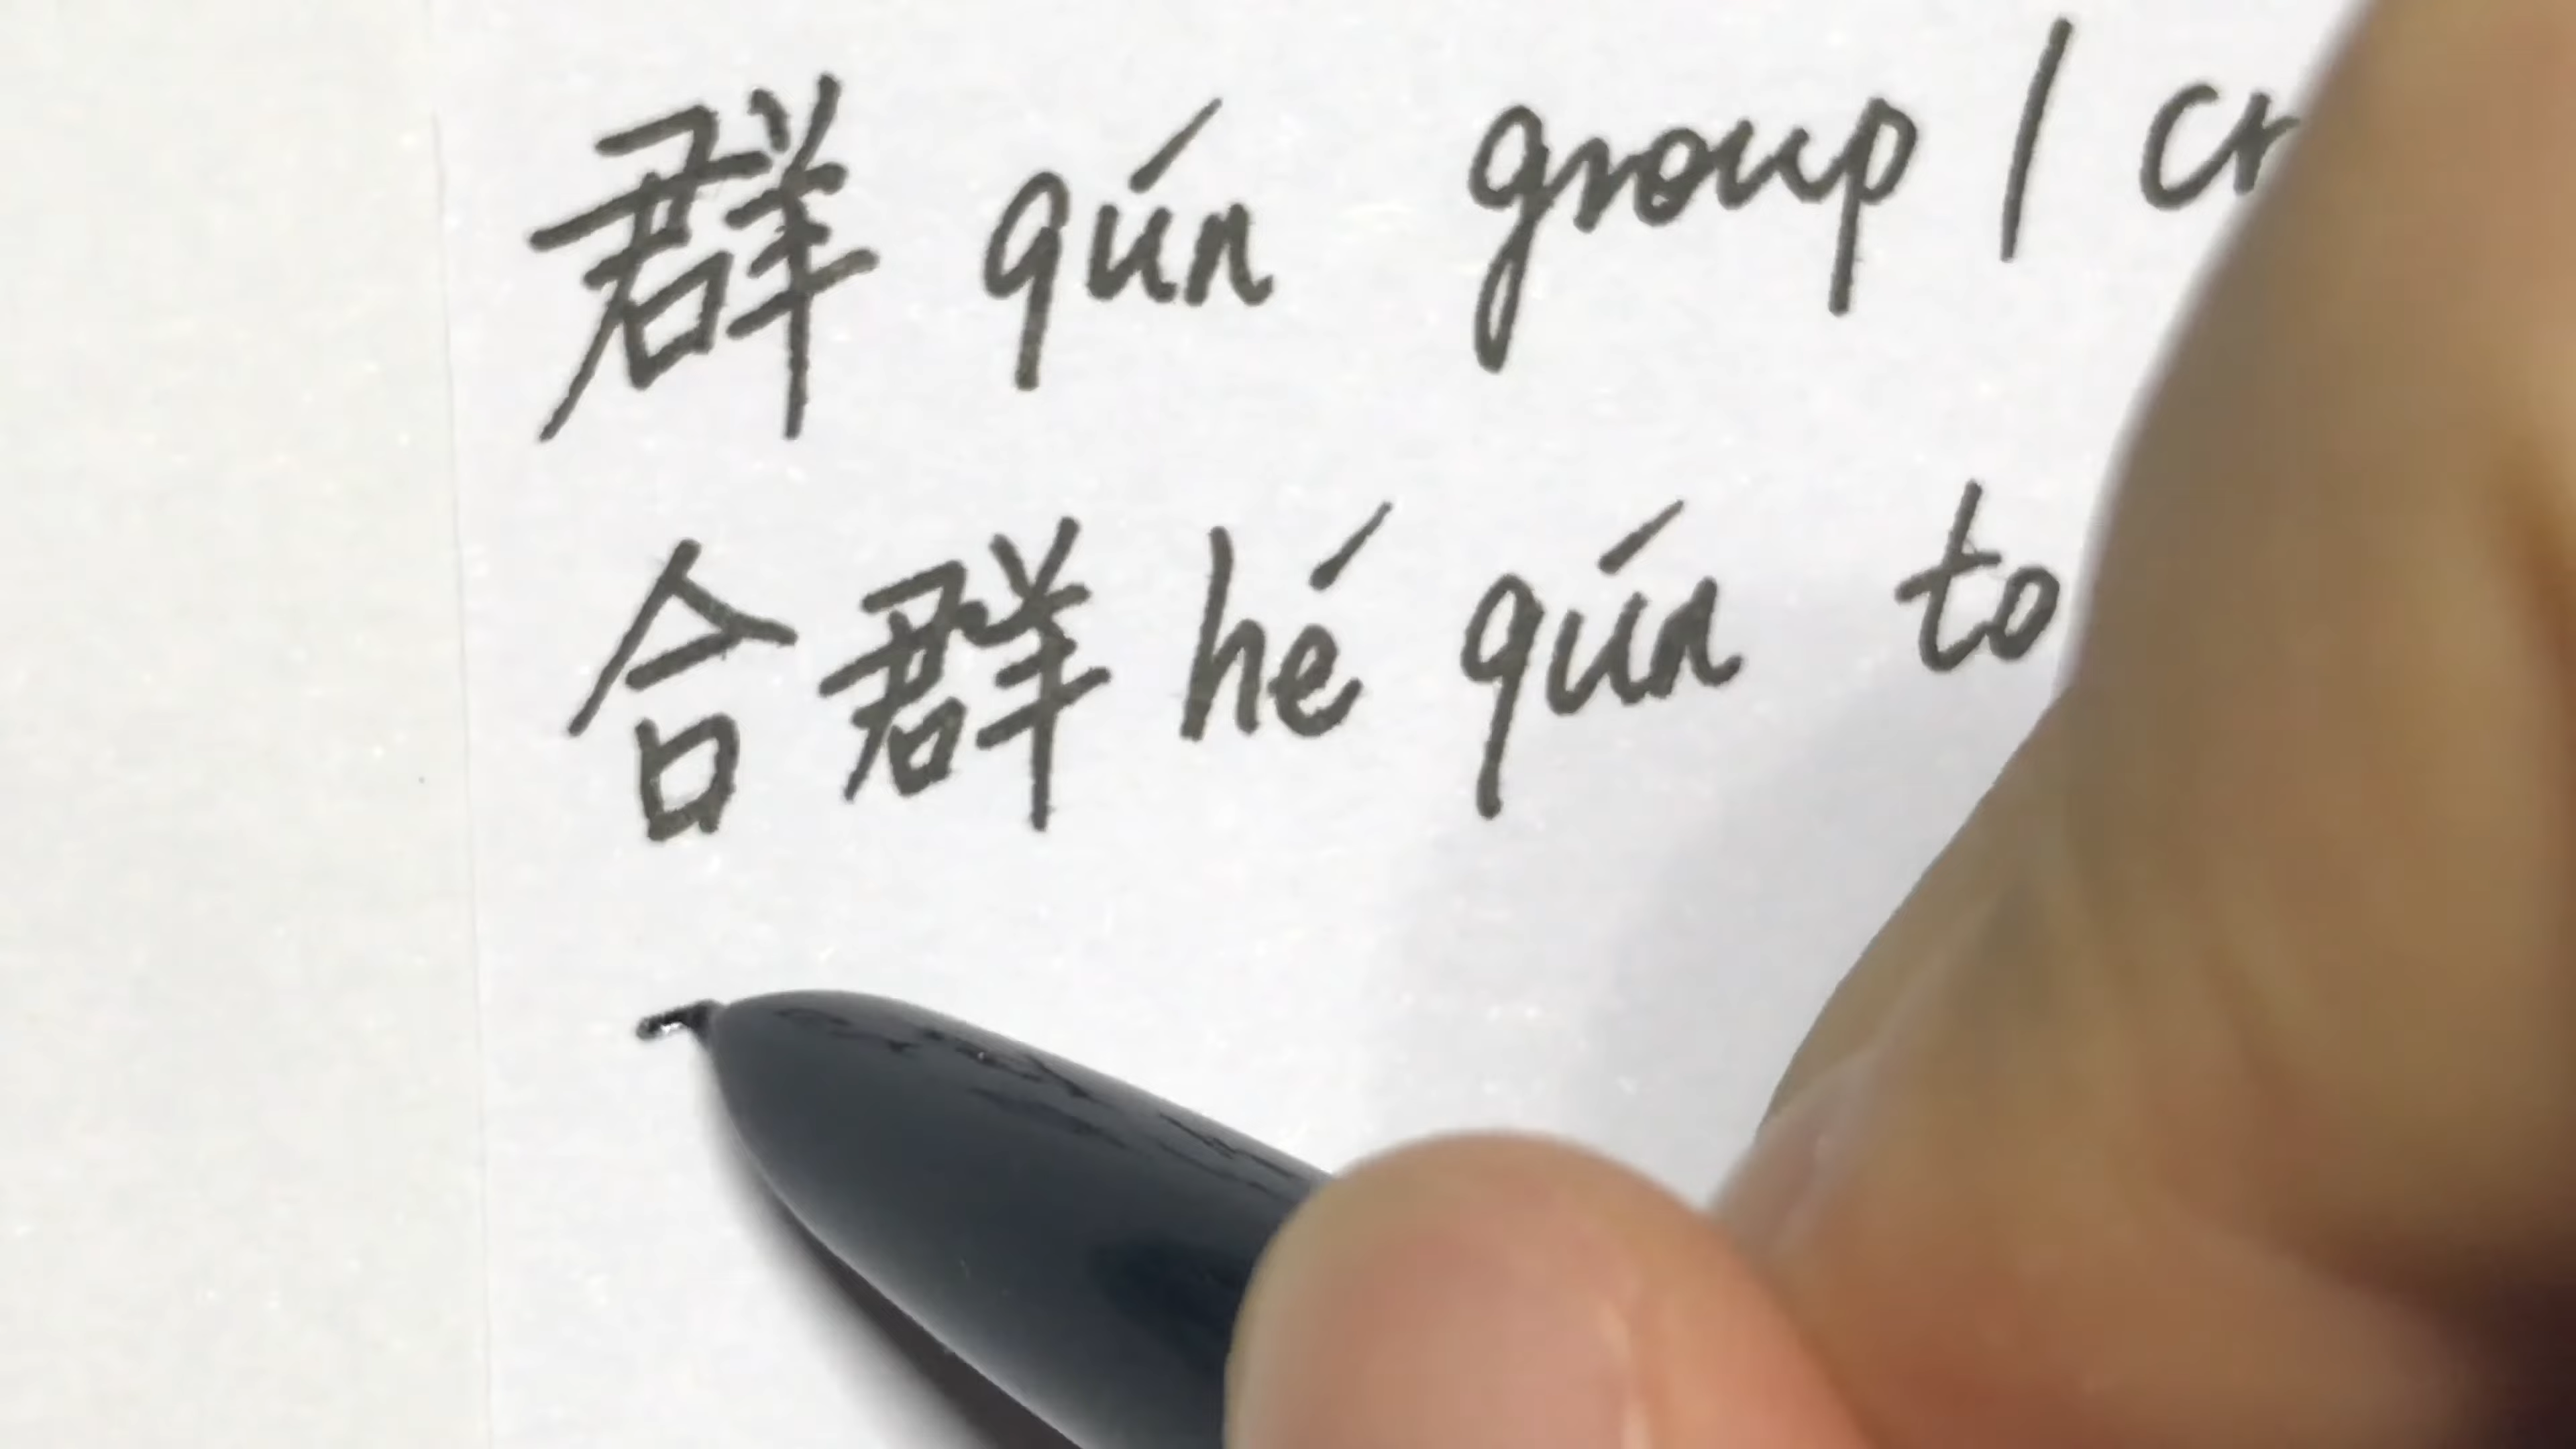 群 qún group / cr
合群 hé qún to